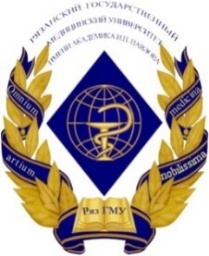 РЯЗАНСКИЙ ГОСУДАРСТВЕННЫЙ
МЕДИЦИНСКИЙ УНИВЕРСИТЕТ
ИМЕНИ АКАДЕМИКА И.П. ПАВЛОВА
Omnium
artium
medicina
nobilissima
Ряз ГМУ